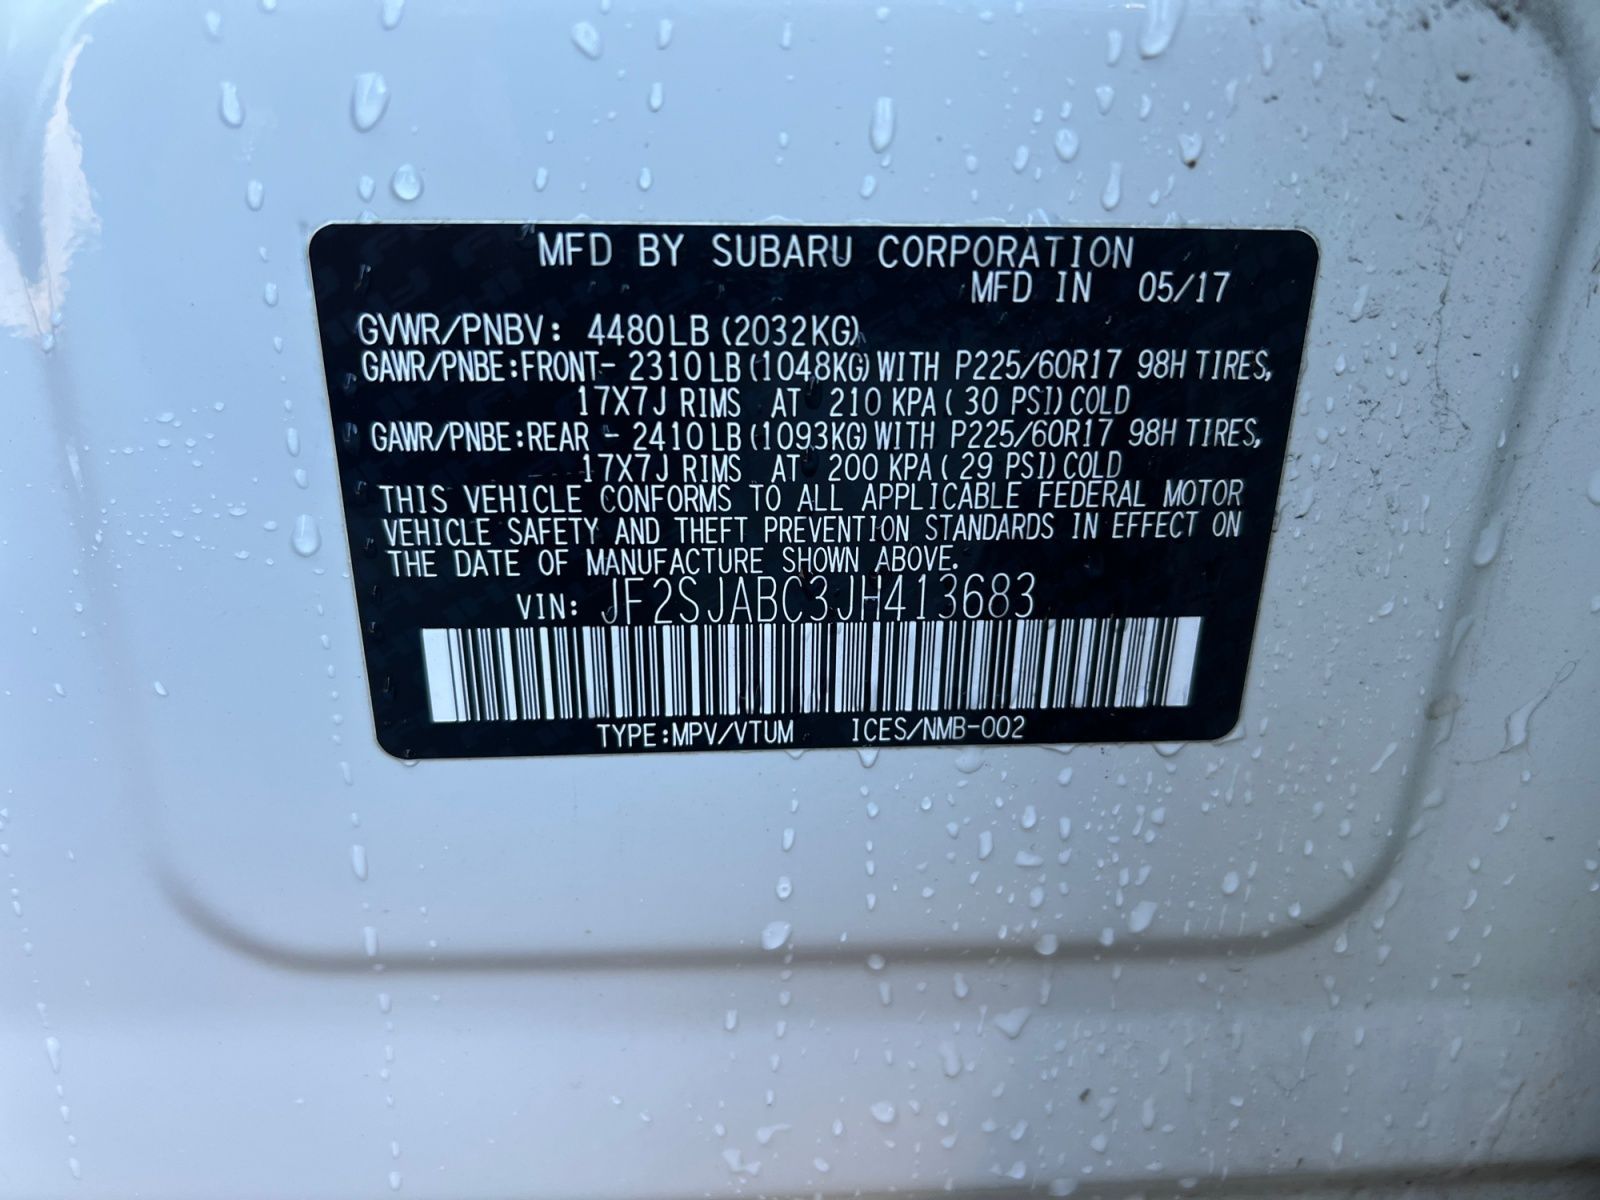 MFD BY SUBARU CORPORATION
MFD IN 05/17
GVWR/PNBV: 4480LB(2032KG)
GAWR/PNBE:FRONT- 2310LB(1048KG)WITH P225/60R17 98H TIRES,
17X7J RIMS AT 210 KPA( 30 PSI)COLD
GAWR/PNBE:REAR - 2410LB(1093KG)WITH P225/60R17 98H TIRES,
17X7J RIMS AT 200 KPA( 29 PSI)COLD
THIS VEHICLE CONFORMS TO ALL APPLICABLE FEDERAL MOTOR
VEHICLE SAFETY AND THEFT PREVENTION STANDARDS IN EFFECT ON
THE DATE OF MANUFACTURE SHOWN ABOVE.
VIN: JF2SJABC3JH413683
TYPE:MPV/VTUM ICES/NMB-002